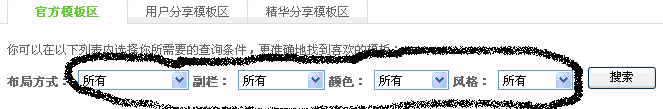 官方模板区 用户分享模板区 精华分享模板区
你可以在以下列表内选择你所需要的查询条件，更准确地找到喜欢的模板：
布局方式： 所有 副栏： 所有 颜色： 所有 风格： 所有 搜索